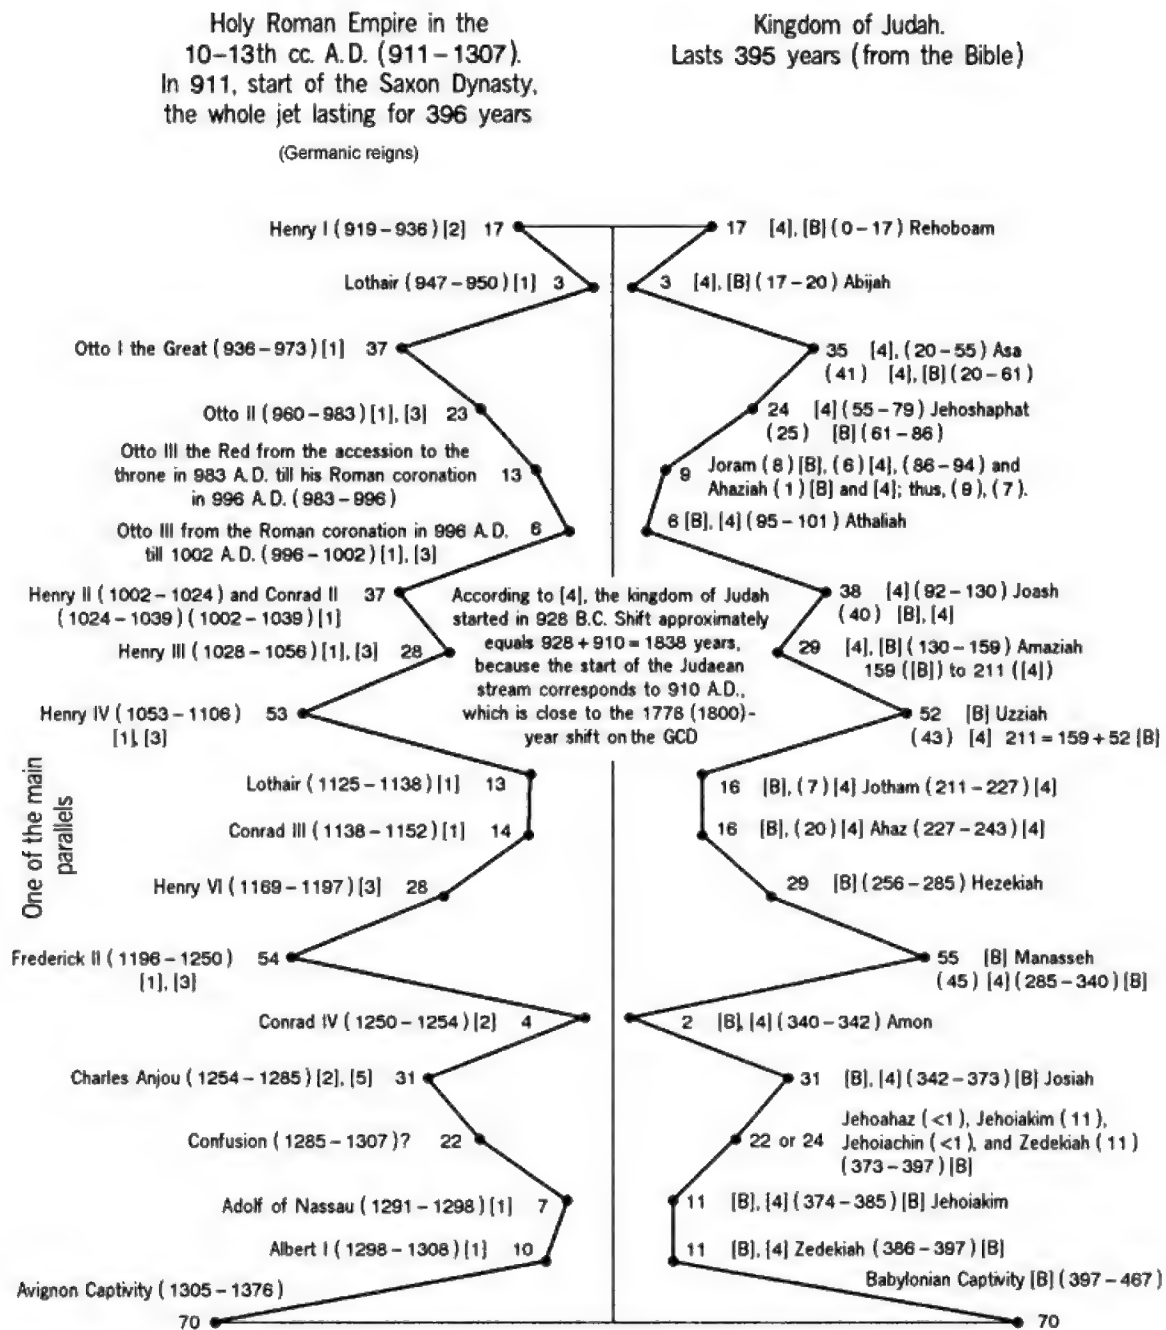 Holy Roman Empire in the
10–13th cc. A.D. (911–1307).
In 911, start of the Saxon Dynasty,
the whole jet lasting for 396 years
(Germanic reigns)
Kingdom of Judah.
Lasts 395 years (from the Bible)
Henry I (919–936) [2] 17
17 [4], [B] (0–17) Rehoboam
Lothair (947–950) [1] 3
3 [4], [B] (17–20) Abijah
Otto I the Great (936–973) [1] 37
35 [4], (20–55) Asa
(41) [4], [B] (20–61)
Otto II (960–983) [1], [3] 23
24 [4] (55–79) Jehoshaphat
(25) [B] (61–86)
Otto III the Red from the accession to the
throne in 983 A.D. till his Roman coronation 13
in 996 A.D. (983–996)
9 Joram (8) [B], (6) [4], (86–94) and
Ahaziah (1) [B] and [4]; thus, (9), (7).
Otto III from the Roman coronation in 996 A.D. 6
till 1002 A.D. (996–1002) [1], [3]
6 [B], [4] (95–101) Athaliah
Henry II (1002–1024) and Conrad II 37
(1024–1039) (1002–1039) [1]
According to [4], the kingdom of Judah
started in 928 B.C. Shift approximately
equals 928+910=1838 years,
because the start of the Judaean
stream corresponds to 910 A.D.,
which is close to the 1778 (1800)-
year shift on the GCD
38 [4] (92–130) Joash
(40) [B], [4]
Henry III (1028–1056) [1], [3] 28
29 [4], [B] (130–159) Amaziah
159 ([B]) to 211 ([4])
Henry IV (1053–1106) 53
[1], [3]
52 [B] Uzziah
(43) [4] 211=159+52 [B]
One of the main
parallels
Lothair (1125–1138) [1] 13
16 [B], (7) [4] Jotham (211–227) [4]
Conrad III (1138–1152) [1] 14
16 [B], (20) [4] Ahaz (227–243) [4]
Henry VI (1169–1197) [3] 28
29 [B] (256–285) Hezekiah
Frederick II (1196–1250) 54
[1], [3]
55 [B] Manasseh
(45) [4] (285–340) [B]
Conrad IV (1250–1254) [2] 4
2 [B], [4] (340–342) Amon
Charles Anjou (1254–1285) [2], [5] 31
31 [B], [4] (342–373) [B] Josiah
Confusion (1285–1307)? 22
22 or 24
Jehoahaz (<1), Jehoiakim (11),
Jehoiachin (<1), and Zedekiah (11)
(373–397) [B]
Adolf of Nassau (1291–1298) [1] 7
11 [B], [4] (374–385) [B] Jehoiakim
Albert I (1298–1308) [1] 10
11 [B], [4] Zedekiah (386–397) [B]
Avignon Captivity (1305–1376)
70
Babylonian Captivity [B] (397–467)
70